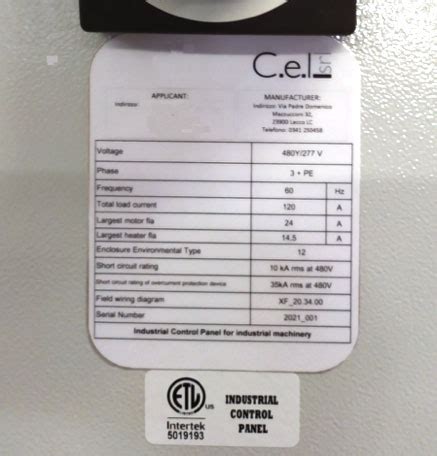 C.e.l srl
APPLICANT:
Indirizzo:
MANUFACTURER:
Indirizzo: Via Padre Domenico
Mazzucconi 30,
23900 Lecco LC
Telefono: 0341 250458
Voltage 480Y/277 V
Phase 3 + PE
Frequency 60 Hz
Total load current 120 A
Largest motor fla 24 A
Largest heater fla 14.5 A
Enclosure Environmental Type 12
Short circuit rating 10 kA rms at 480V
Short circuit rating of overcurrent protection device 35kA rms at 480V
Field wiring diagram XF_20.34.00
Serial Number 2021_001
Industrial Control Panel for industrial machinery
ETL US
Intertek
5019193
INDUSTRIAL
CONTROL
PANEL